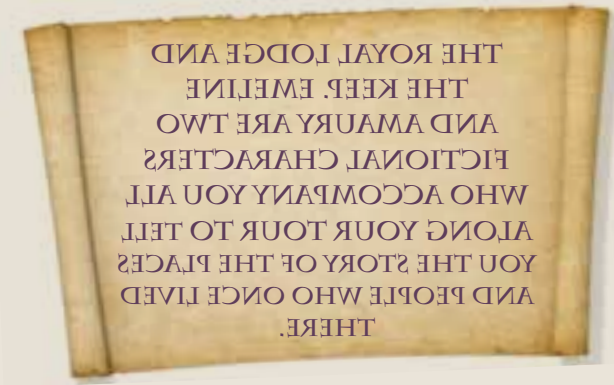 THE ROYAL LODGE AND
THE KEEP. EMELINE
AND AMAURY ARE TWO
FICTIONAL CHARACTERS
WHO ACCOMPANY YOU ALL
ALONG YOUR TOUR TO TELL
YOU THE STORY OF THE PLACES
AND PEOPLE WHO ONCE LIVED
THERE.